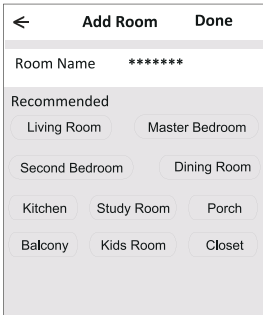 ← Add Room Done
Room Name *******
Recommended
Living Room Master Bedroom
Second Bedroom Dining Room
Kitchen Study Room Porch
Balcony Kids Room Closet